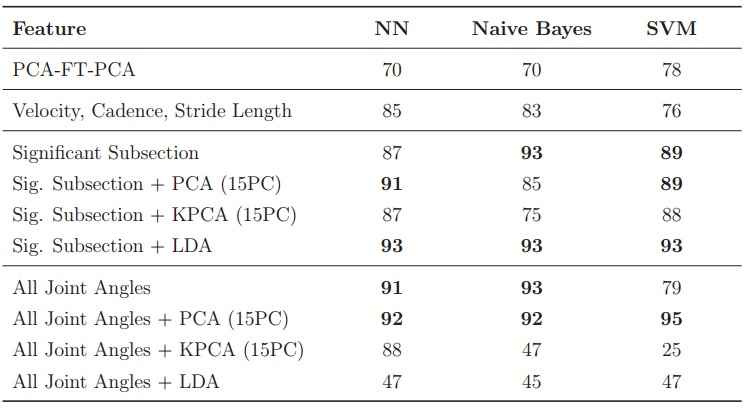 Feature NN Naive Bayes SVM
PCA-FT-PCA 70 70 78
Velocity, Cadence, Stride Length 85 83 76
Significant Subsection 87 93 89
Sig. Subsection + PCA (15PC) 91 85 89
Sig. Subsection + KPCA (15PC) 87 75 88
Sig. Subsection + LDA 93 93 93
All Joint Angles 91 93 79
All Joint Angles + PCA (15PC) 92 92 95
All Joint Angles + KPCA (15PC) 88 47 25
All Joint Angles + LDA 47 45 47